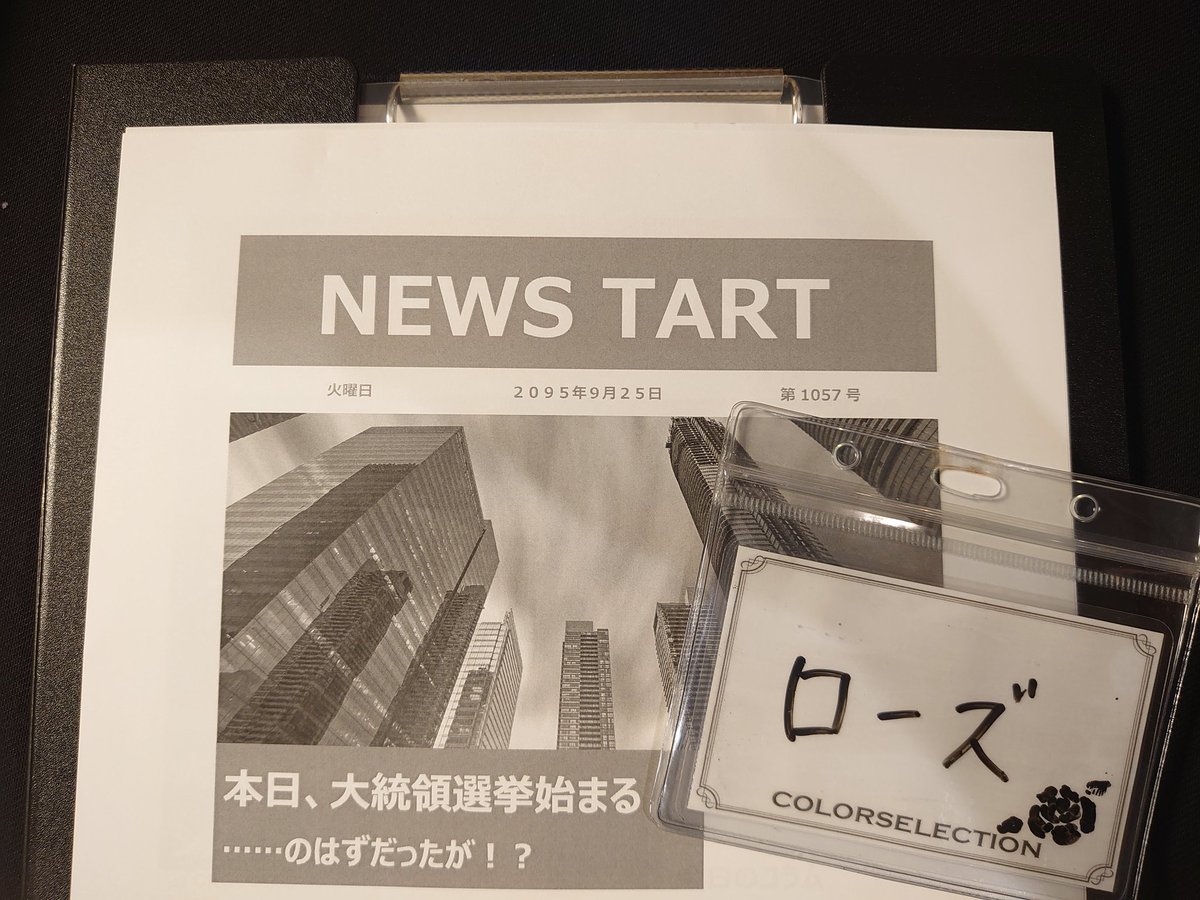 NEWS TART
火曜日 2095年9月25日 第 1057 号
本日、大統領選挙始まる
……のはずだったが！？
ローズ
COLORSELECTION